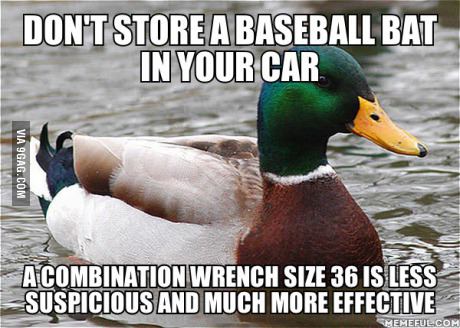 DON'T STORE A BASEBALL BAT
IN YOUR CAR
VIA 9GAG.COM
A COMBINATION WRENCH SIZE 36 IS LESS
SUSPICIOUS AND MUCH MORE EFFECTIVE
MEMEFUL.COM